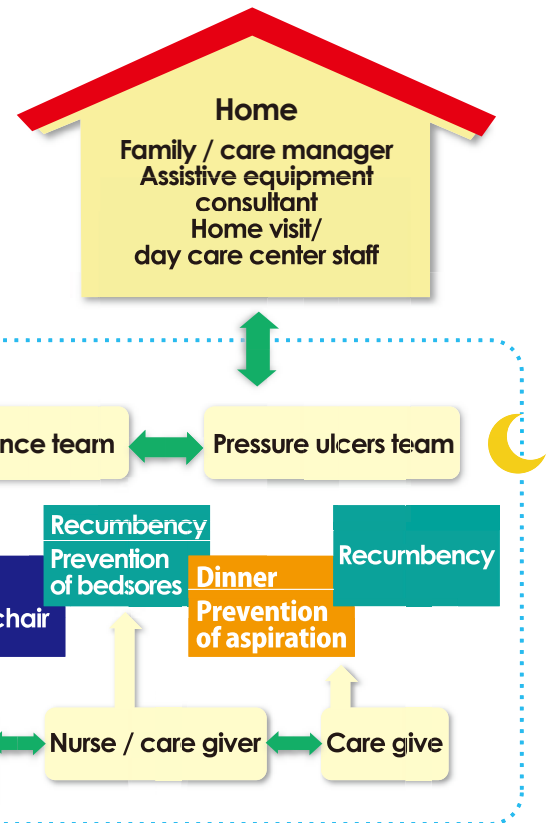 Home
Family / care manager
Assistive equipment
consultant
Home visit/
day care center staff
nce team
Pressure ulcers team
Recumbency
Prevention
of bedsores
Dinner
Prevention
of aspiration
Recumbency
chair
Nurse / care giver
Care give